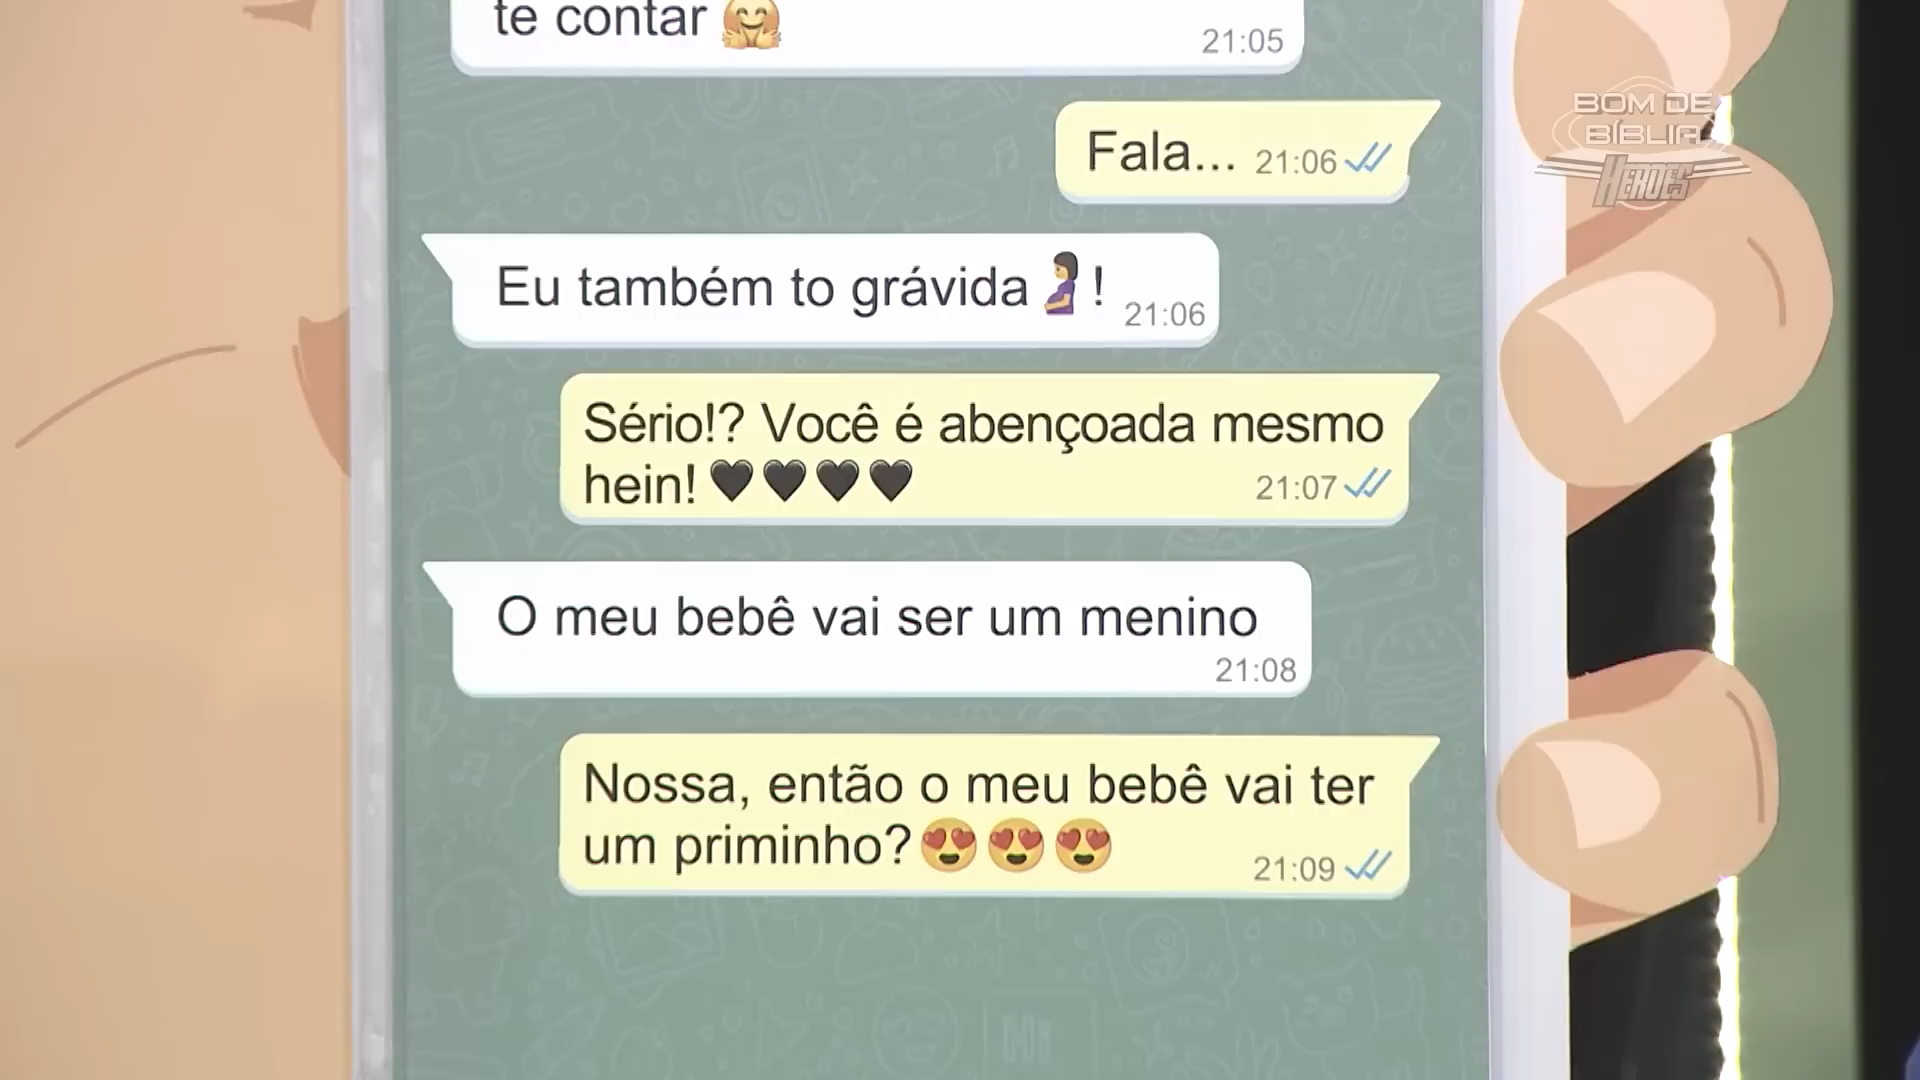 te contar 🤗
21:05
Fala... 21:06
BOM DE
BÍBLIA
HEROES
Eu também to grávida🤰!
21:06
Sério!? Você é abençoada mesmo
hein! 🖤🖤🖤🖤
21:07
O meu bebê vai ser um menino
21:08
Nossa, então o meu bebê vai ter
um priminho?😍😍😍
21:09